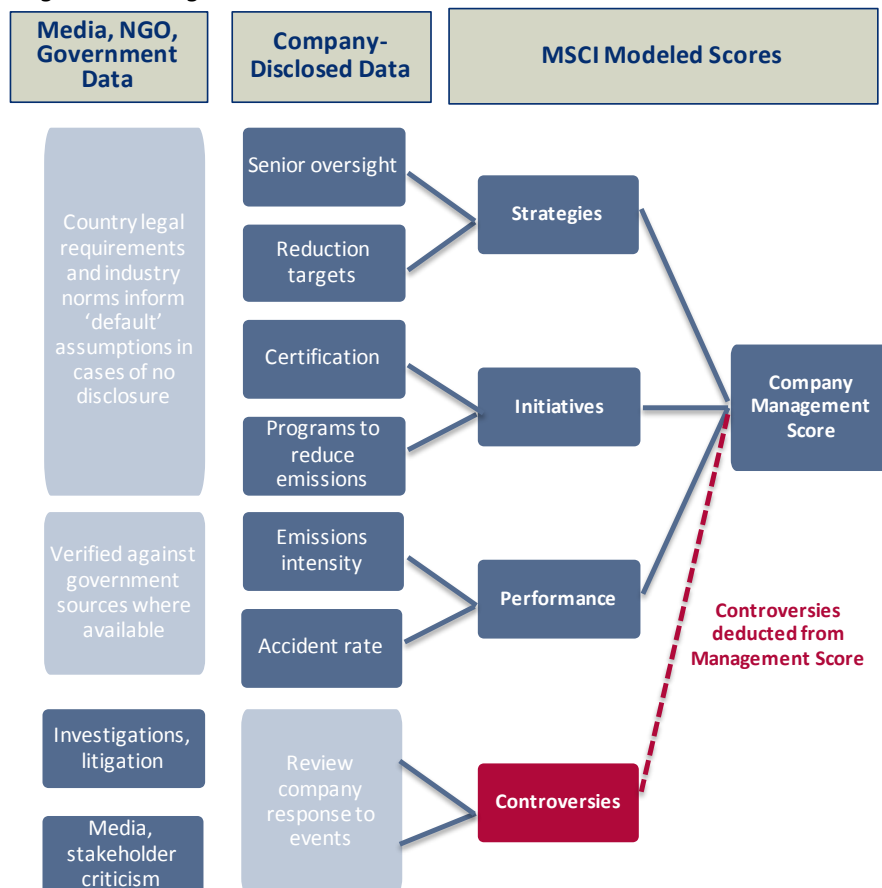 Media, NGO,
Government
Data
Company-
Disclosed Data
MSCI Modeled Scores
Country legal
requirements
and industry
norms inform
‘default’
assumptions in
cases of no
disclosure
Verified against
government
sources where
available
Investigations,
litigation
Media,
stakeholder
criticism
Senior oversight
Reduction
targets
Certification
Programs to
reduce
emissions
Emissions
intensity
Accident rate
Review
company
response to
events
Strategies
Initiatives
Performance
Controversies
Company
Management
Score
Controversies
deducted from
Management Score